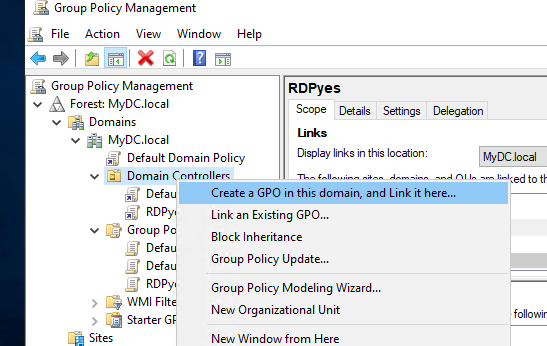 Group Policy Management
File Action View Window Help
Group Policy Management
Forest: MyDC.local
Domains
MyDC.local
Default Domain Policy
Domain Controllers
Defau
RDPye
Group Po
Defau
Defau
RDPye
WMI Filte
Starter GP
Sites
Create a GPO in this domain, and Link it here...
Link an Existing GPO...
Block Inheritance
Group Policy Update...
Group Policy Modeling Wizard...
New Organizational Unit
New Window from Here
RDPyes
Scope Details Settings Delegation
Links
Display links in this location: MyDC.local
The following sites, domains, and OUs are linked to
following